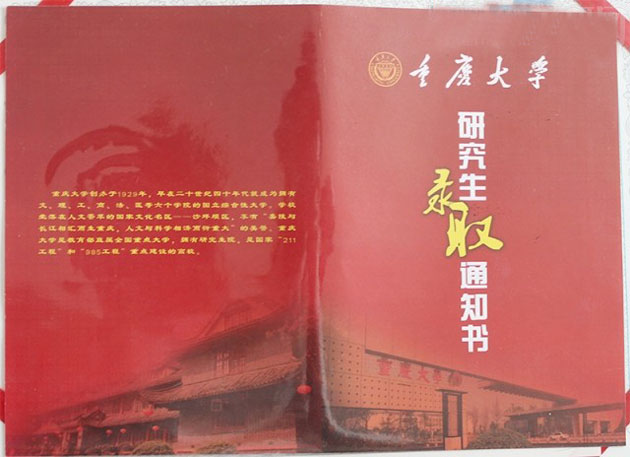 重庆大学
研究生
录取
通知书
重庆大学创办于1929年，早在二十世纪四十年代就成为拥有
文、理、工、商、法、医等六个学院的国立综合性大学。学校
坐落在人文荟萃的国家文化名区——沙坪坝区，享有“嘉陵与
长江相汇而生重庆，人文与科学相济而衍重大”的美誉。重庆
大学是教育部直属全国重点大学，拥有研究生院，是国家“211
工程”和“985工程”重点建设的高校。
重庆大学